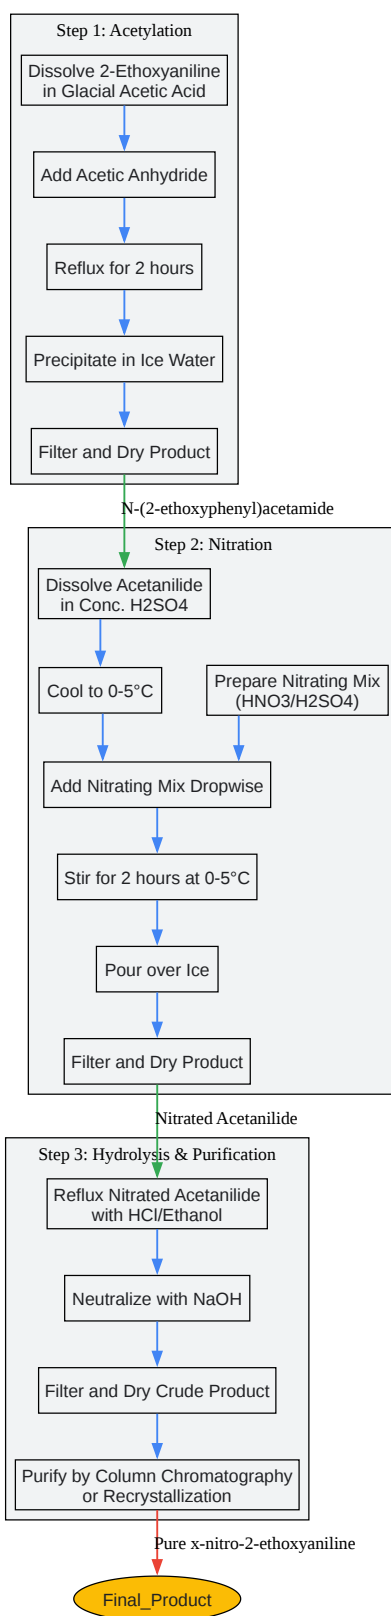 Step 1: Acetylation
Dissolve 2-Ethoxyaniline
in Glacial Acetic Acid
Add Acetic Anhydride
Reflux for 2 hours
Precipitate in Ice Water
Filter and Dry Product
N-(2-ethoxyphenyl)acetamide
Step 2: Nitration
Dissolve Acetanilide
in Conc. H2SO4
Cool to 0-5°C
Prepare Nitrating Mix
(HNO3/H2SO4)
Add Nitrating Mix Dropwise
Stir for 2 hours at 0-5°C
Pour over Ice
Filter and Dry Product
Nitrated Acetanilide
Step 3: Hydrolysis & Purification
Reflux Nitrated Acetanilide
with HCl/Ethanol
Neutralize with NaOH
Filter and Dry Crude Product
Purify by Column Chromatography
or Recrystallization
Pure x-nitro-2-ethoxyaniline
Final_Product